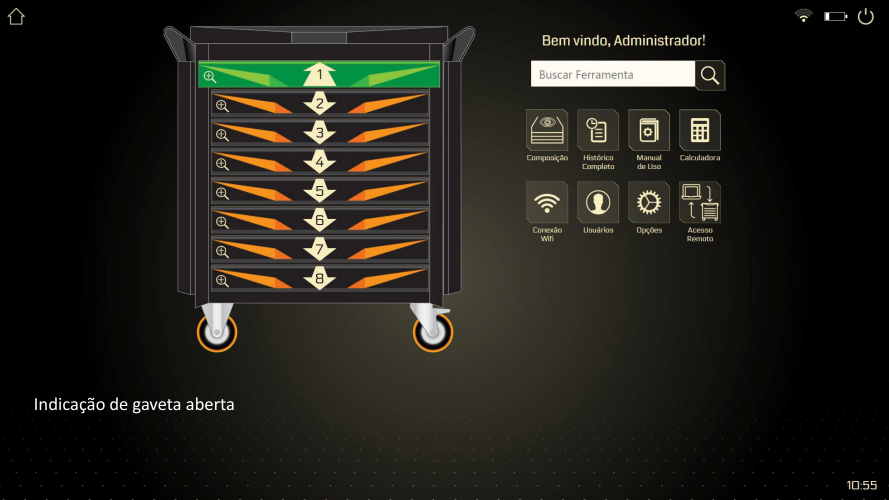 Bem vindo, Administrador!
Buscar Ferramenta
1
2
3
4
5
6
7
8
Composição
Histórico
Completo
Manual
de Uso
Calculadora
Conexão
Wifi
Usuários
Opções
Acesso
Remoto
Indicação de gaveta aberta
10:55